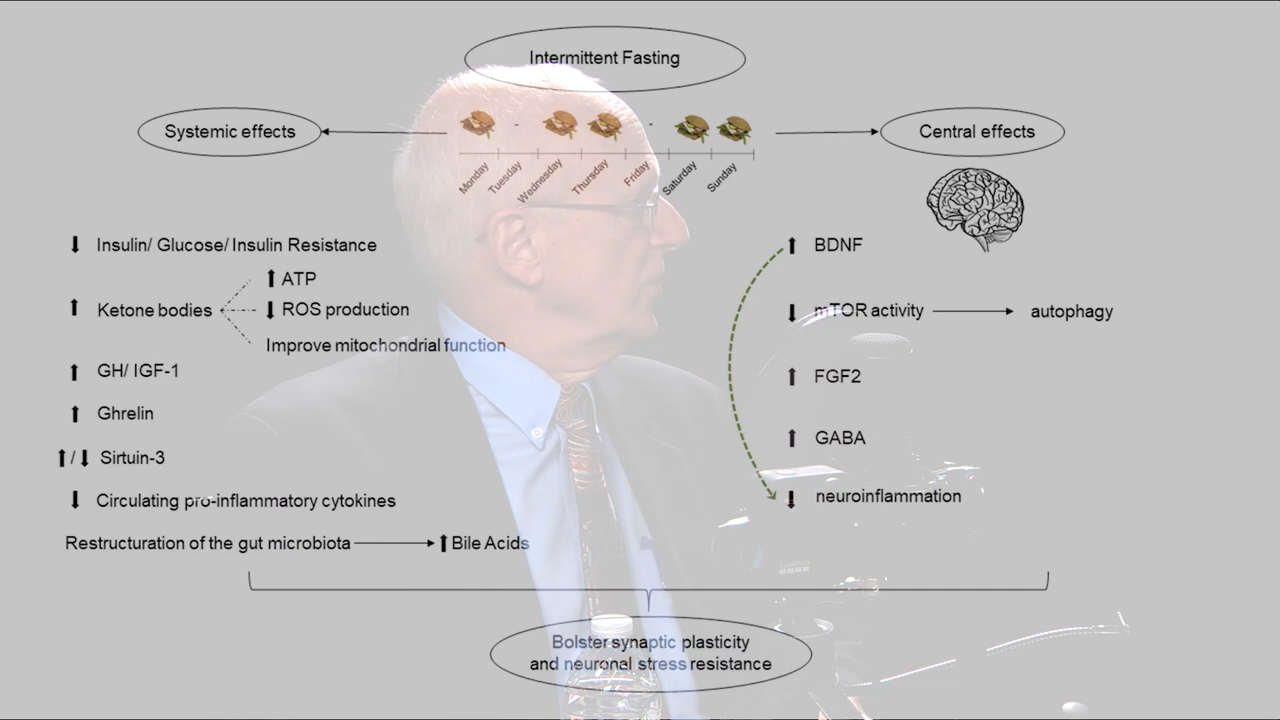 Intermittent Fasting
Systemic effects
Central effects
-
-
Monday
Tuesday
Wednesday
Thursday
Friday
Saturday
Sunday
⬇ Insulin/ Glucose/ Insulin Resistance
⬆ Ketone bodies
⬆ ATP
⬇ ROS production
Improve mitochondrial function
⬆ GH/ IGF-1
⬆ Ghrelin
⬆/⬇ Sirtuin-3
⬇ Circulating pro-inflammatory cytokines
Restructuration of the gut microbiota → ⬆ Bile Acids
⬆ BDNF
⬇ mTOR activity → autophagy
⬆ FGF2
⬆ GABA
⬇ neuroinflammation
GoPro
Bolster synaptic plasticity
and neuronal stress resistance